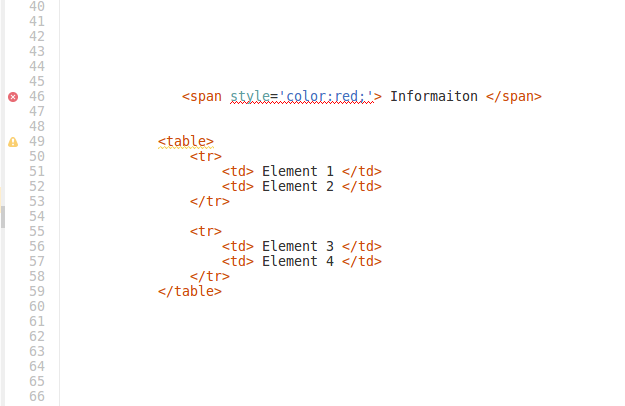 40
41
42
43
44
45
46 <span style='color:red;'> Informaiton </span>
47
48
49 <table>
50 <tr>
51 <td> Element 1 </td>
52 <td> Element 2 </td>
53 </tr>
54
55 <tr>
56 <td> Element 3 </td>
57 <td> Element 4 </td>
58 </tr>
59 </table>
60
61
62
63
64
65
66